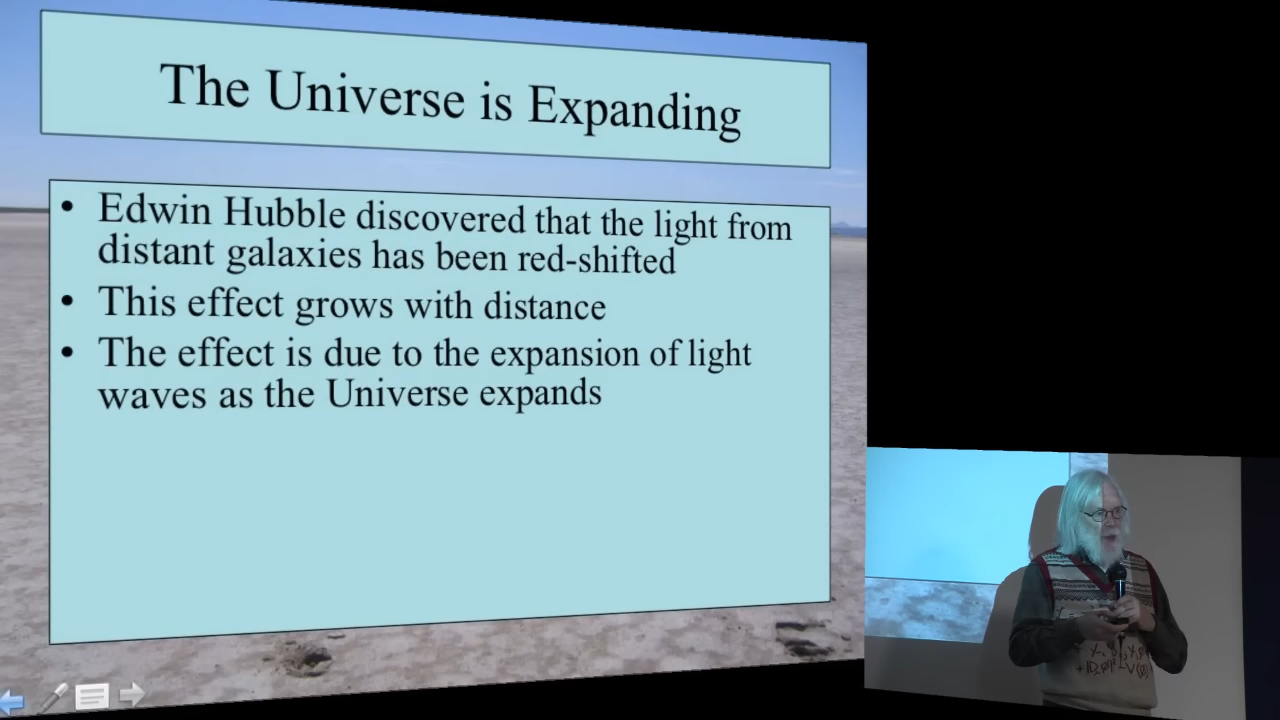 The Universe is Expanding
• Edwin Hubble discovered that the light from
distant galaxies has been red-shifted
• This effect grows with distance
• The effect is due to the expansion of light
waves as the Universe expands